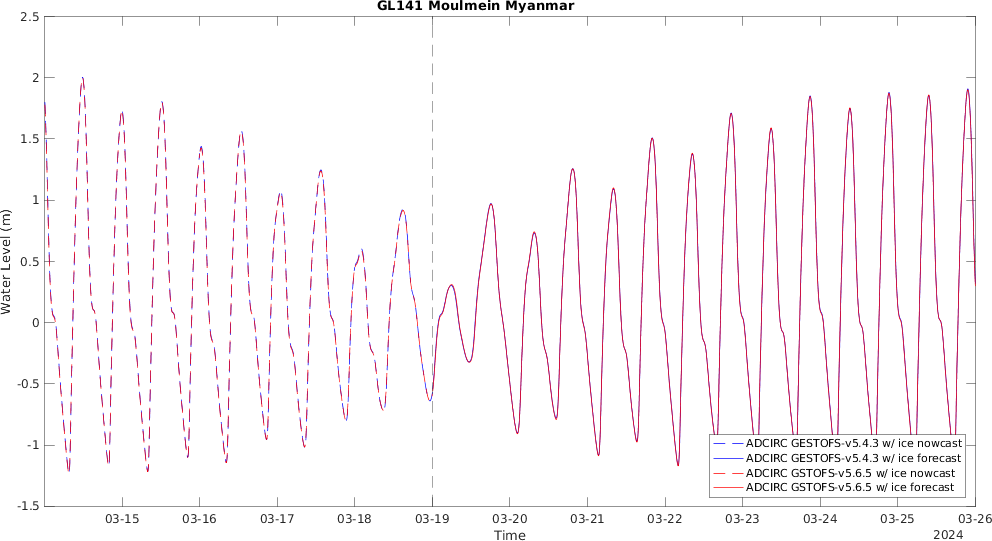 GL141 Moulmein Myanmar
2.5
2
1.5
1
0.5
0
-0.5
-1
-1.5
Water Level (m)
ADCIRC GESTOFS-v5.4.3 w/ ice nowcast
ADCIRC GESTOFS-v5.4.3 w/ ice forecast
ADCIRC GSTOFS-v5.6.5 w/ ice nowcast
ADCIRC GSTOFS-v5.6.5 w/ ice forecast
03-15 03-16 03-17 03-18 03-19 03-20 03-21 03-22 03-23 03-24 03-25 03-26
Time
2024